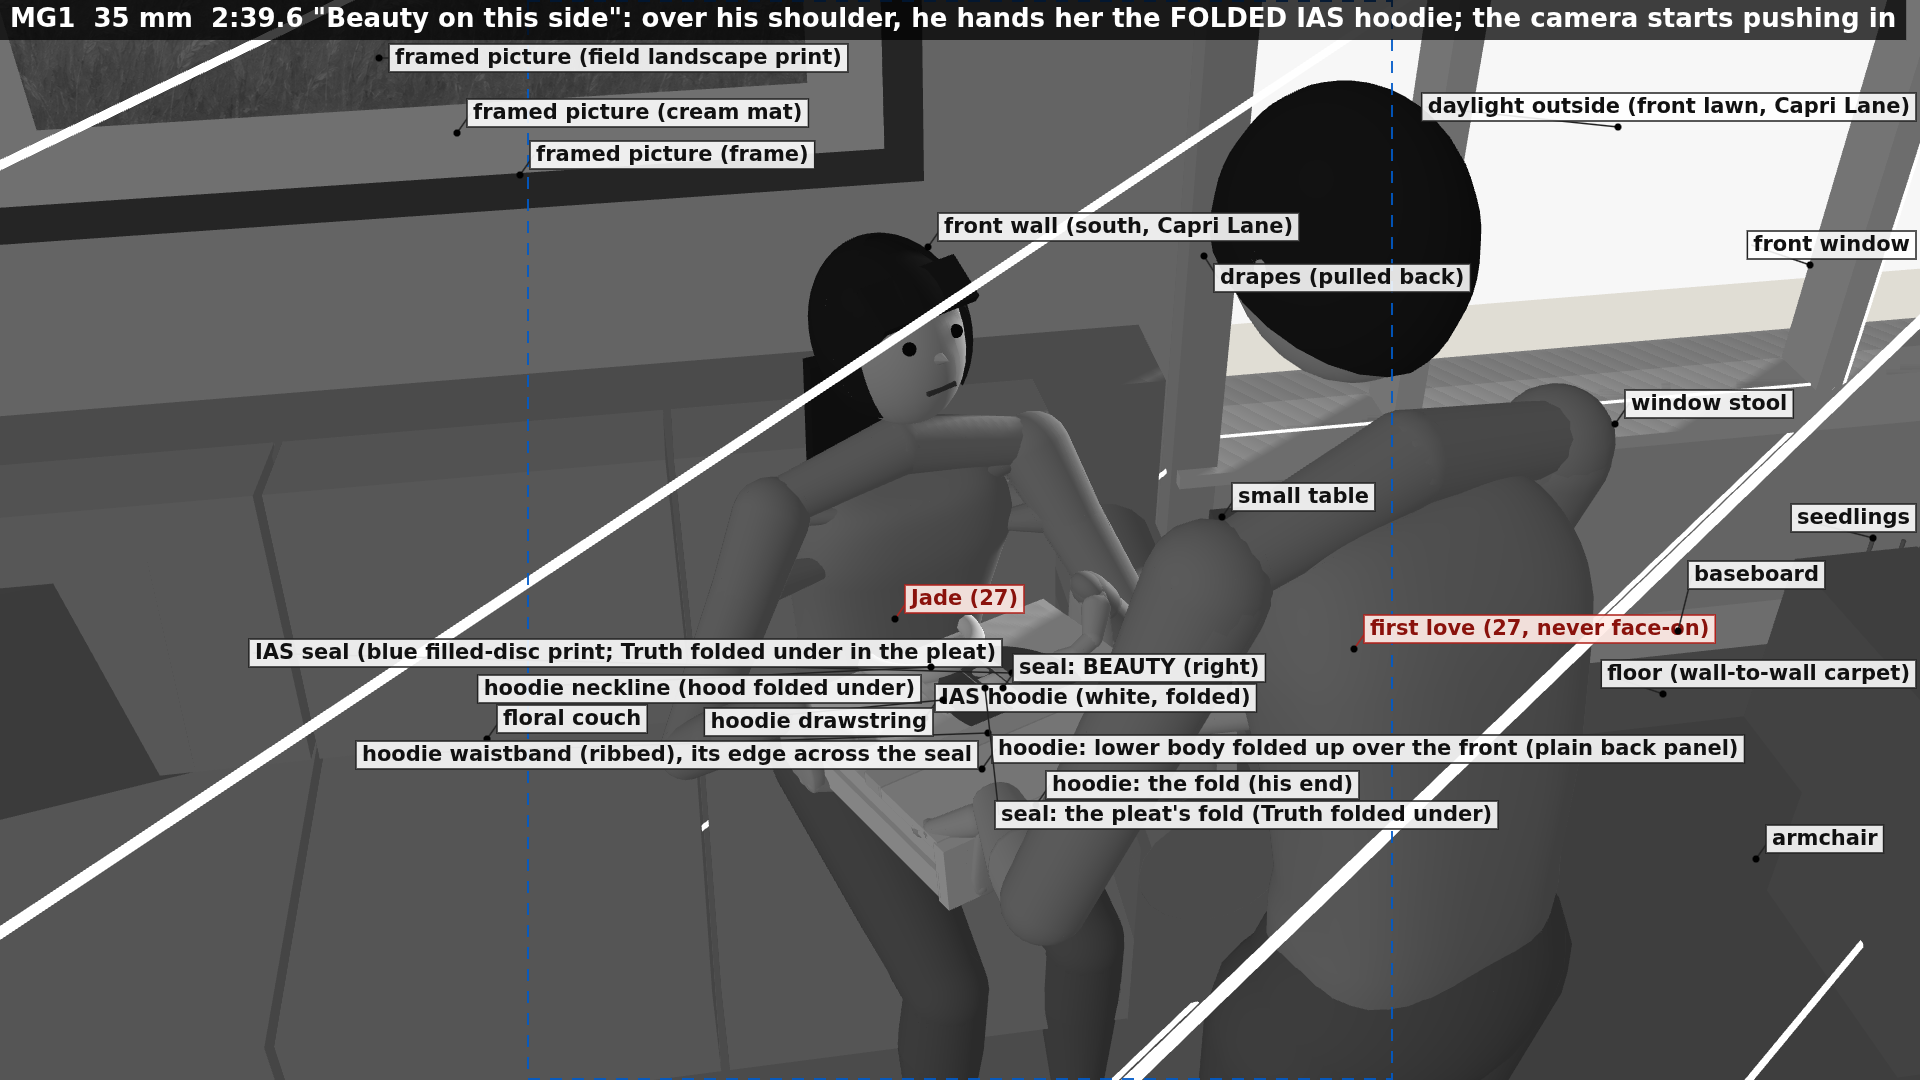 MG1 35 mm 2:39.6 "Beauty on this side": over his shoulder, he hands her the FOLDED IAS hoodie; the camera starts pushing in
framed picture (field landscape print)
daylight outside (front lawn, Capri Lane)
framed picture (cream mat)
framed picture (frame)
front wall (south, Capri Lane)
front window
drapes (pulled back)
window stool
small table
seedlings
baseboard
Jade (27)
first love (27, never face-on)
IAS seal (blue filled-disc print; Truth folded under in the pleat)
seal: BEAUTY (right)
floor (wall-to-wall carpet)
hoodie neckline (hood folded under)
IAS hoodie (white, folded)
floral couch
hoodie drawstring
hoodie waistband (ribbed), its edge across the seal
hoodie: lower body folded up over the front (plain back panel)
hoodie: the fold (his end)
seal: the pleat's fold (Truth folded under)
armchair